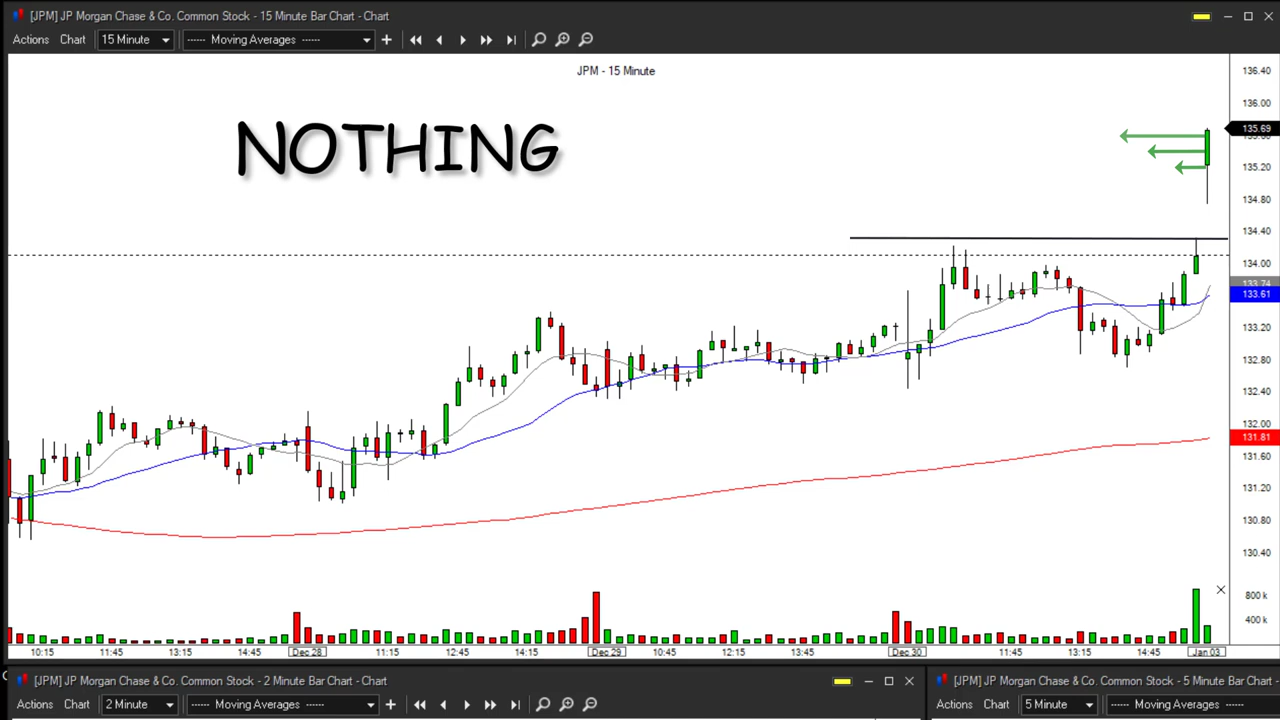 [JPM] JP Morgan Chase & Co. Common Stock - 15 Minute Bar Chart - Chart
Actions Chart 15 Minute ------ Moving Averages ------
JPM - 15 Minute
NOTHING
136.40
136.00
135.69
135.20
134.80
134.40
134.00
133.74
133.61
133.20
132.80
132.40
132.00
131.81
131.60
131.20
130.80
130.40
800 k
400 k
10:15 11:45 13:15 14:45 Dec 28 11:15 12:45 14:15 Dec 29 10:45 12:15 13:45 Dec 30 11:45 13:15 14:45 Jan 03
[JPM] JP Morgan Chase & Co. Common Stock - 2 Minute Bar Chart - Chart [JPM] JP Morgan Chase & Co. Common Stock - 5 Minute Bar Chart
Actions Chart 2 Minute ------ Moving Averages ------ Actions Chart 5 Minute ------ Moving Averages